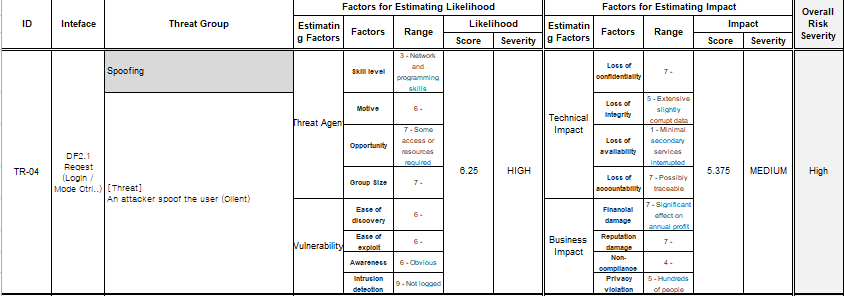 Factors for Estimating Likelihood
Factors for Estimating Impact
Overall
Risk
Severity
ID
Inteface
Threat Group
Estimatin
g Factors
Factors
Range
Likelihood
Score
Severity
Estimatin
g Factors
Factors
Range
Impact
Score
Severity
TR-04
DF2.1
Reqest
(Login /
Mode Ctrl..)
Spoofing
[Threat]
An attacker spoof the user (Client)
Threat Agen
Skill level
3 - Network
and
programming
skills
Motive
6 -
Opportunity
7 - Some
access or
resources
required
Group Size
7 -
Vulnerability
Ease of
discovery
6 -
Ease of
exploit
6 -
Awareness
6 - Obvious
Intrusion
detection
9 - Not logged
6.25
HIGH
Technical
Impact
Loss of
confidentiality
7 -
Loss of
Integrity
5 - Extensive
slightly
corrupt data
Loss of
availability
1 - Minimal
secondary
services
interrupted
Loss of
accountability
7 - Possibly
traceable
Business
Impact
Financial
damage
7 - Significant
effect on
annual profit
Reputation
damage
7 -
Non-
compliance
4 -
Privacy
violation
5 - Hundreds
of people
5.375
MEDIUM
High